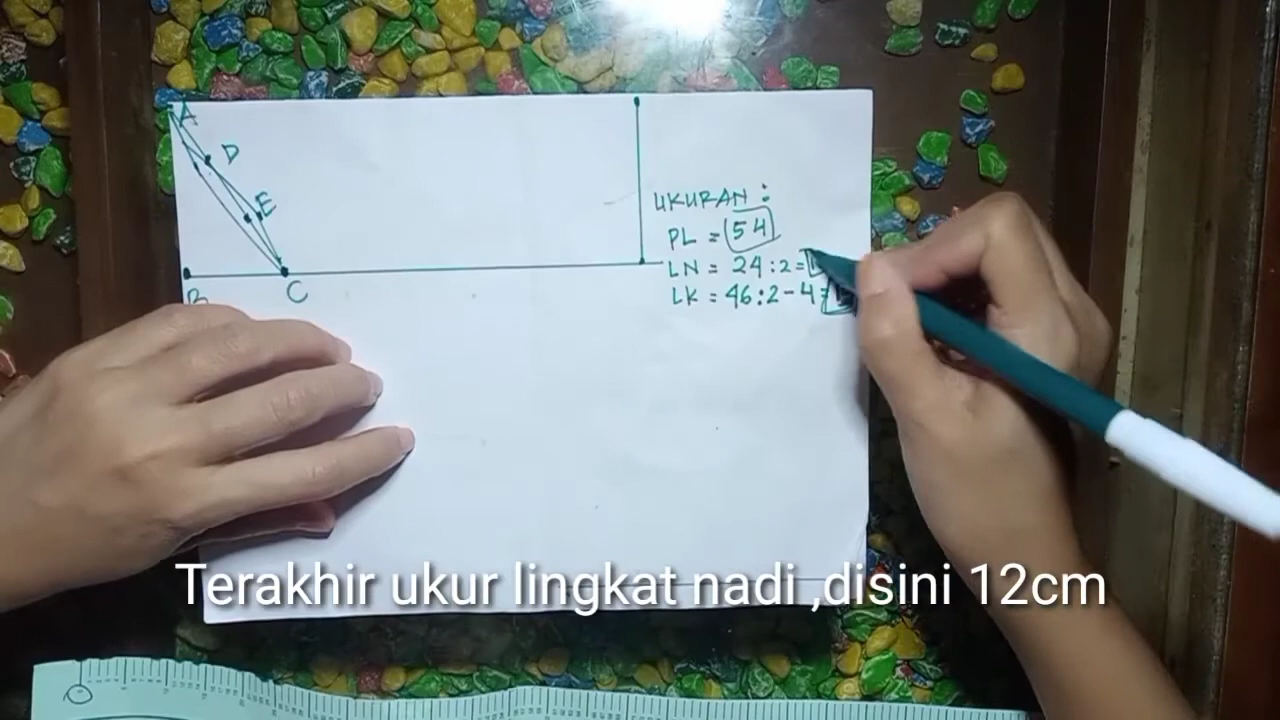 A
D
E
B
C
UKURAN :
PL = 54
LN = 24 : 2 =
LK = 46 : 2 - 4 =
Terakhir ukur lingkat nadi ,disini 12cm